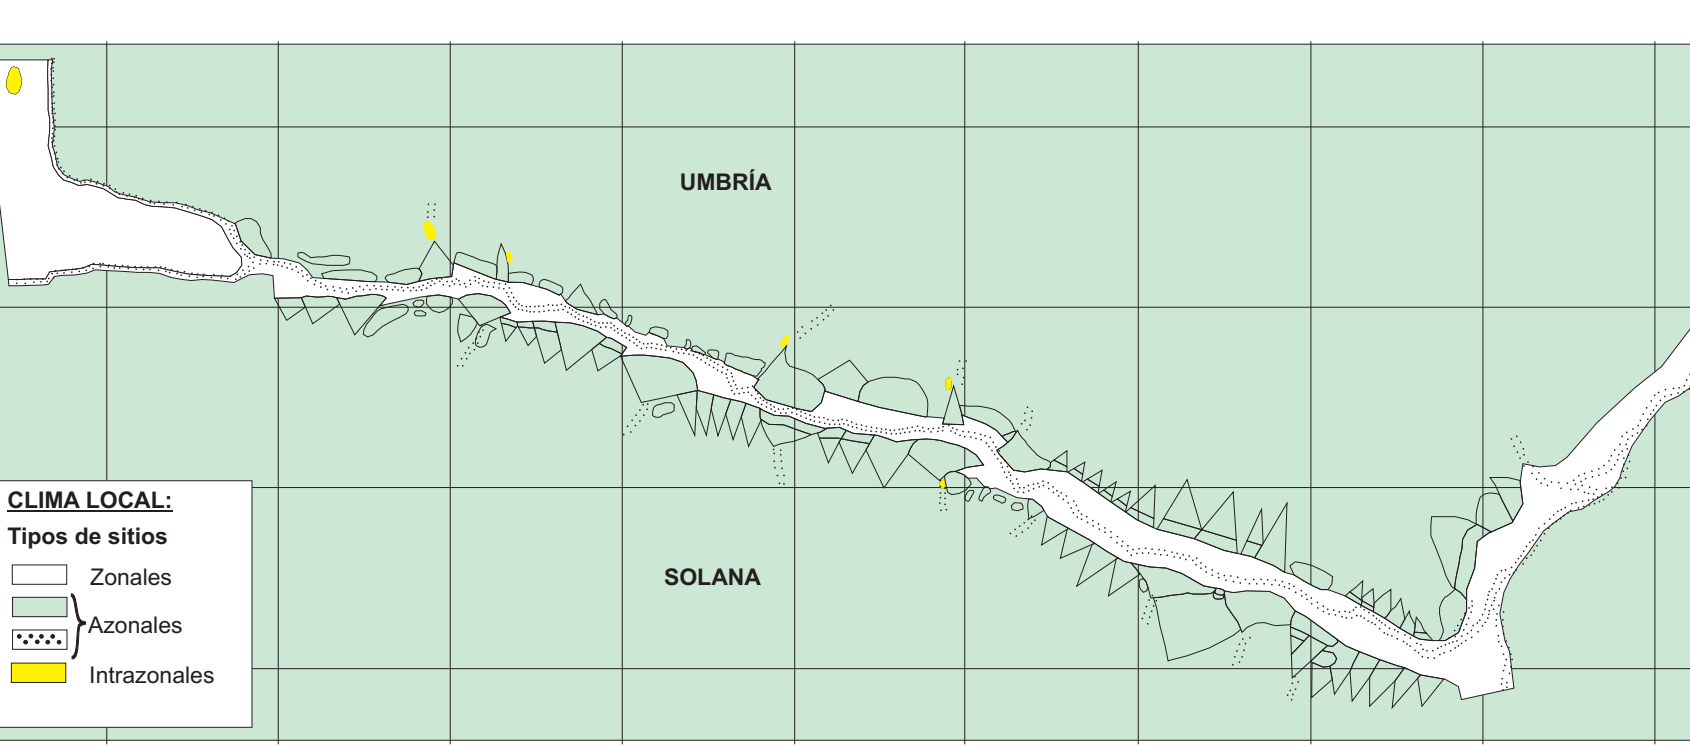 UMBRÍA
SOLANA
CLIMA LOCAL:
Tipos de sitios
Zonales
Azonales
Intrazonales